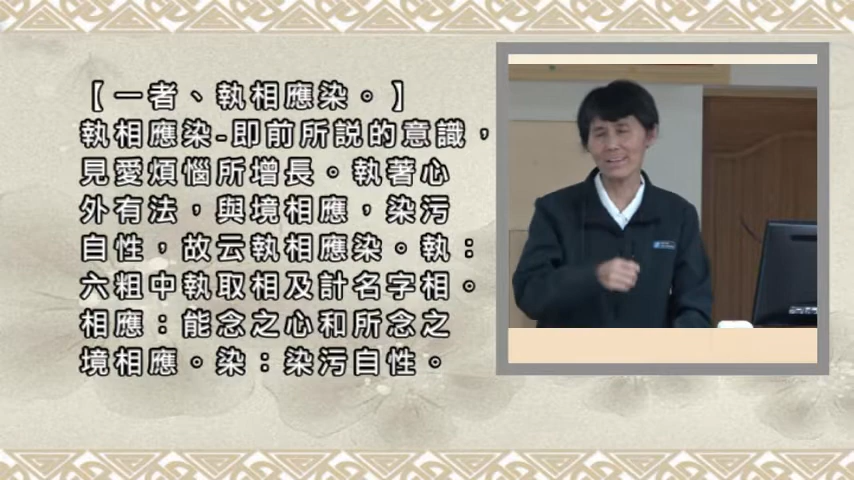 【一者、執相應染。】
執相應染-即前所説的意識，
見愛煩惱所增長。執著心
外有法，與境相應，染污
自性，故云執相應染。執：
六粗中執取相及計名字相。
相應：能念之心和所念之
境相應。染：染污自性。